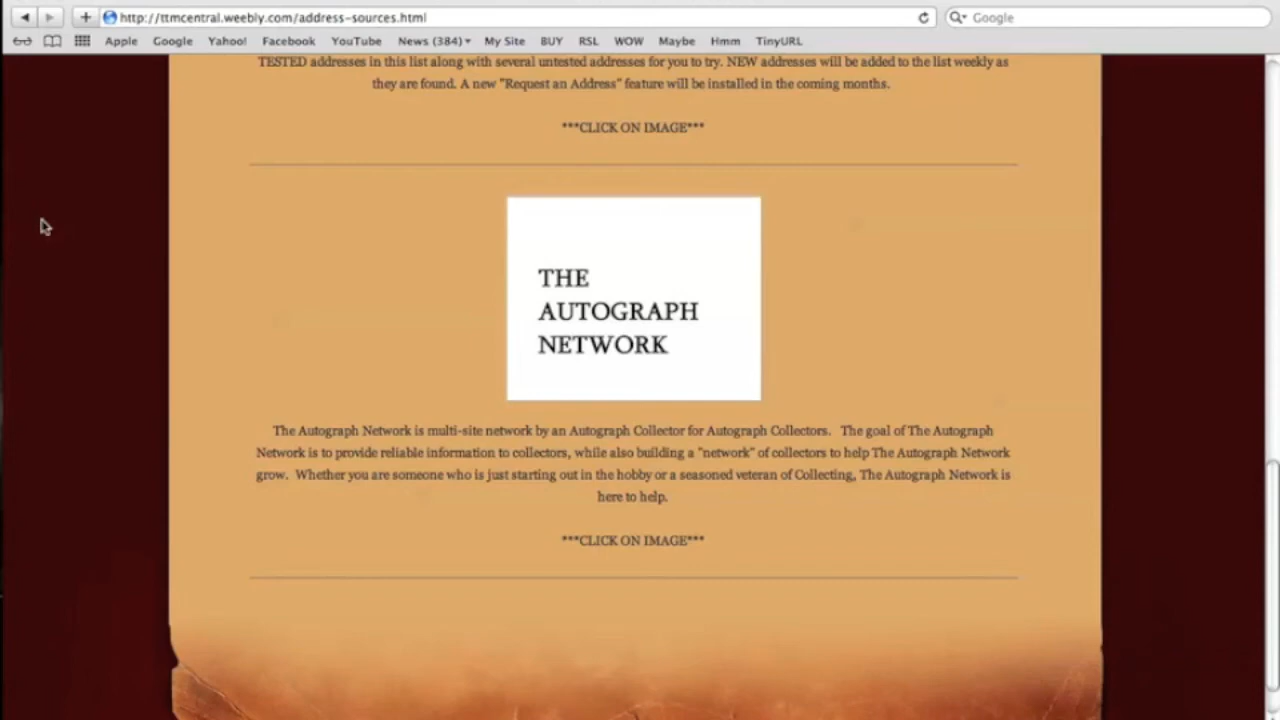 http://ttmcentral.weebly.com/address-sources.html
Google
Apple Google Yahoo! Facebook YouTube News (384) My Site BUY RSL WOW Maybe Hmm TinyURL
TESTED addresses in this list along with several untested addresses for you to try. NEW addresses will be added to the list weekly as
they are found. A new "Request an Address" feature will be installed in the coming months.
***CLICK ON IMAGE***
THE
AUTOGRAPH
NETWORK
The Autograph Network is multi-site network by an Autograph Collector for Autograph Collectors. The goal of The Autograph
Network is to provide reliable information to collectors, while also building a "network" of collectors to help The Autograph Network
grow. Whether you are someone who is just starting out in the hobby or a seasoned veteran of Collecting, The Autograph Network is
here to help.
***CLICK ON IMAGE***